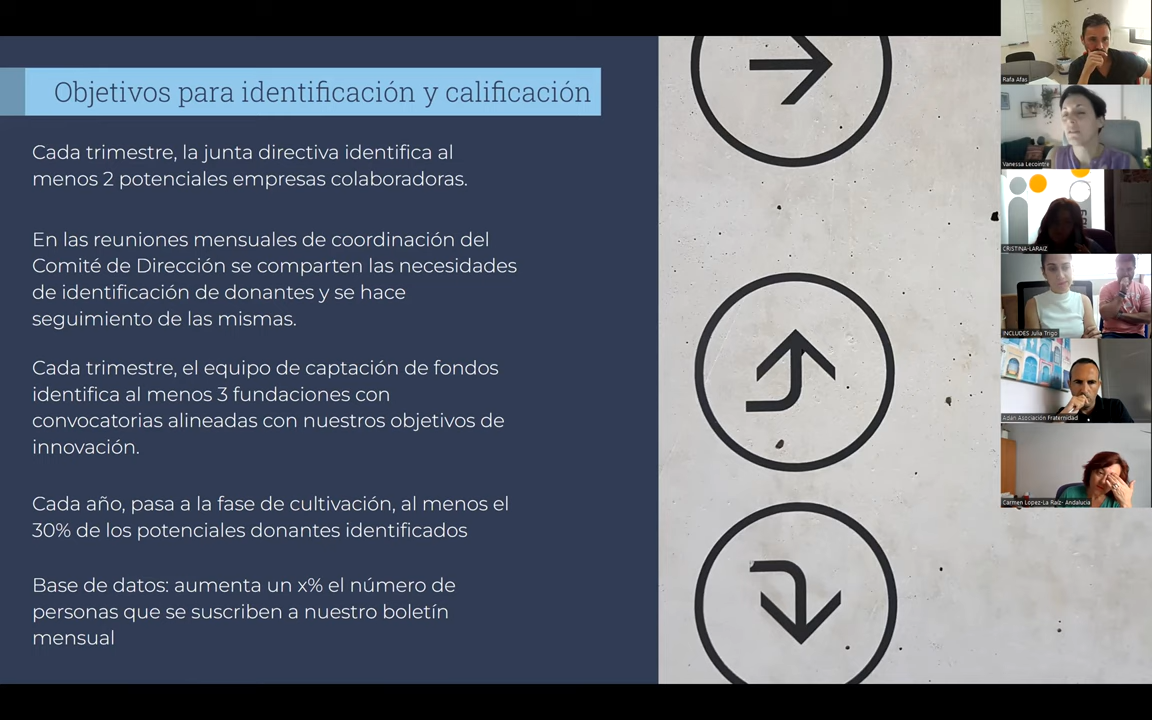 Objetivos para identificación y calificación
Cada trimestre, la junta directiva identifica al
menos 2 potenciales empresas colaboradoras.
En las reuniones mensuales de coordinación del
Comité de Dirección se comparten las necesidades
de identificación de donantes y se hace
seguimiento de las mismas.
Cada trimestre, el equipo de captación de fondos
identifica al menos 3 fundaciones con
convocatorias alineadas con nuestros objetivos de
innovación.
Cada año, pasa a la fase de cultivación, al menos el
30% de los potenciales donantes identificados
Base de datos: aumenta un x% el número de
personas que se suscriben a nuestro boletín
mensual
Rafa Afas
Vanessa Lecointre
CRISTINA-LARAIZ
INCLUDES Julia Trigo
Adan Asociación Fraternidad
Carmen Lopez-La Raíz- Andalucia